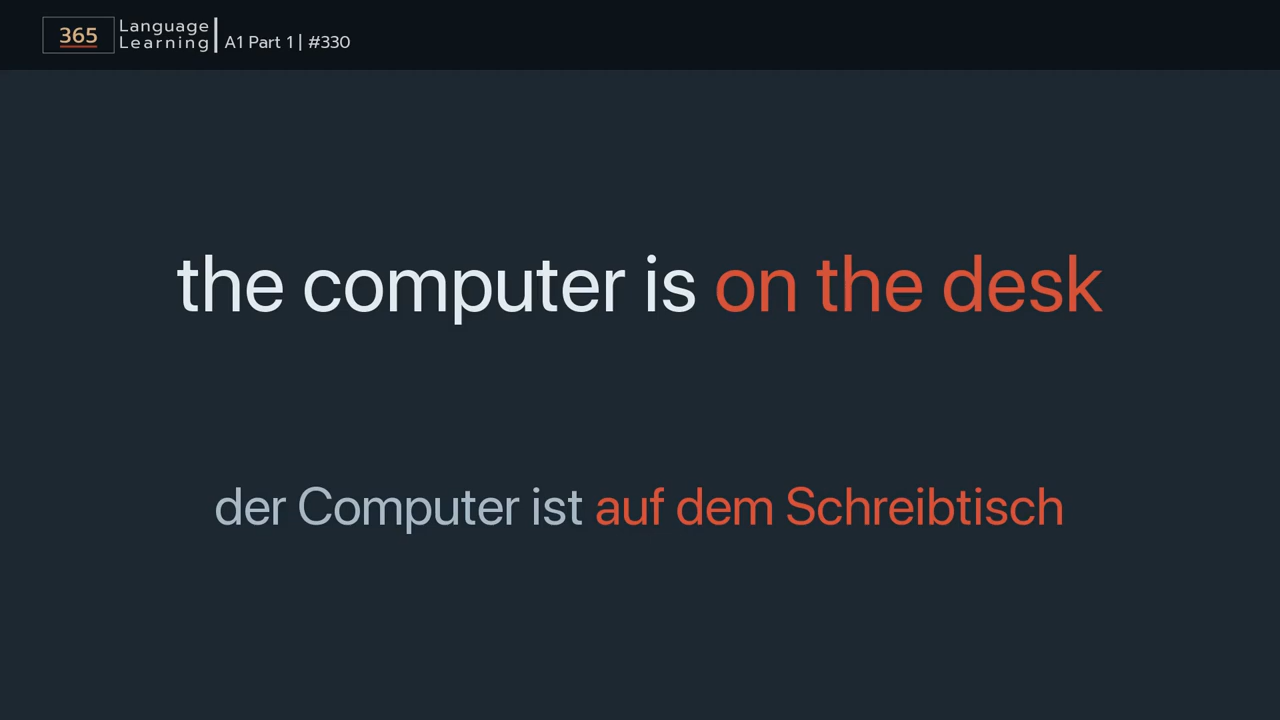 365 Language Learning | A1 Part 1 | #330
the computer is on the desk
der Computer ist auf dem Schreibtisch